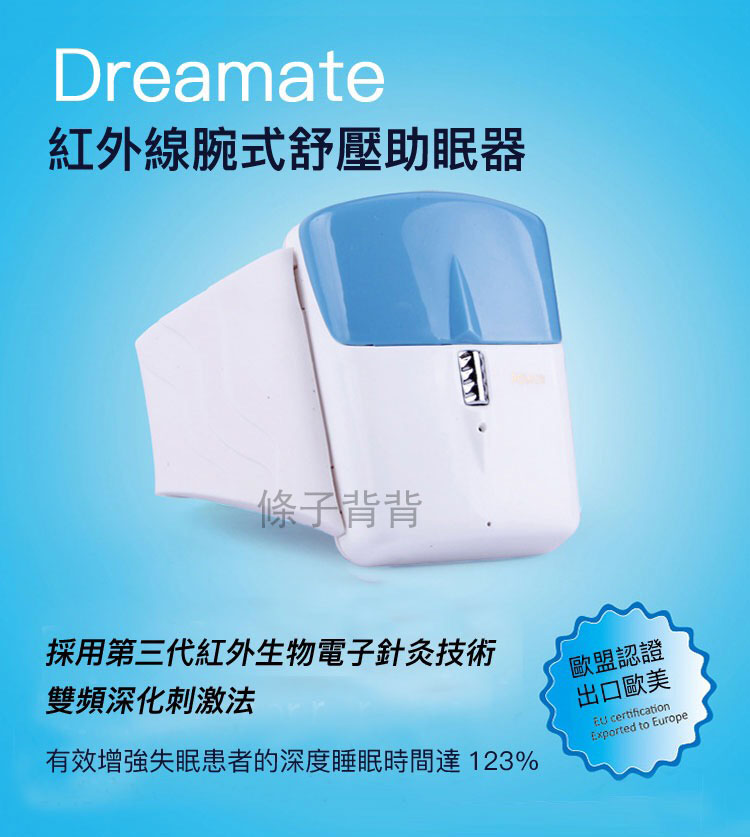 Dreamate
紅外線腕式舒壓助眠器
條子背背
採用第三代紅外生物電子針灸技術
雙頻深化刺激法
有效增強失眠患者的深度睡眠時間達 123%
歐盟認證
出口歐美
EU certification
Exported to Europe